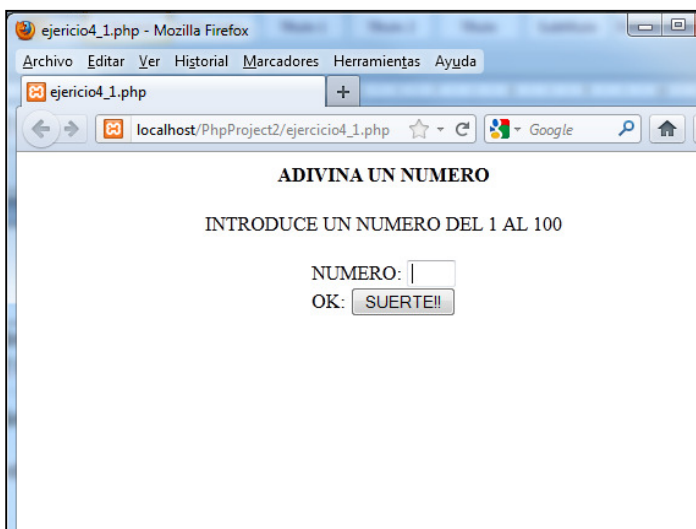 ejericio4_1.php - Mozilla Firefox
Archivo Editar Ver Historial Marcadores Herramientas Ayuda
ejericio4_1.php
localhost/PhpProject2/ejercicio4_1.php
Google
ADIVINA UN NUMERO
INTRODUCE UN NUMERO DEL 1 AL 100
NUMERO:
OK: SUERTE!!